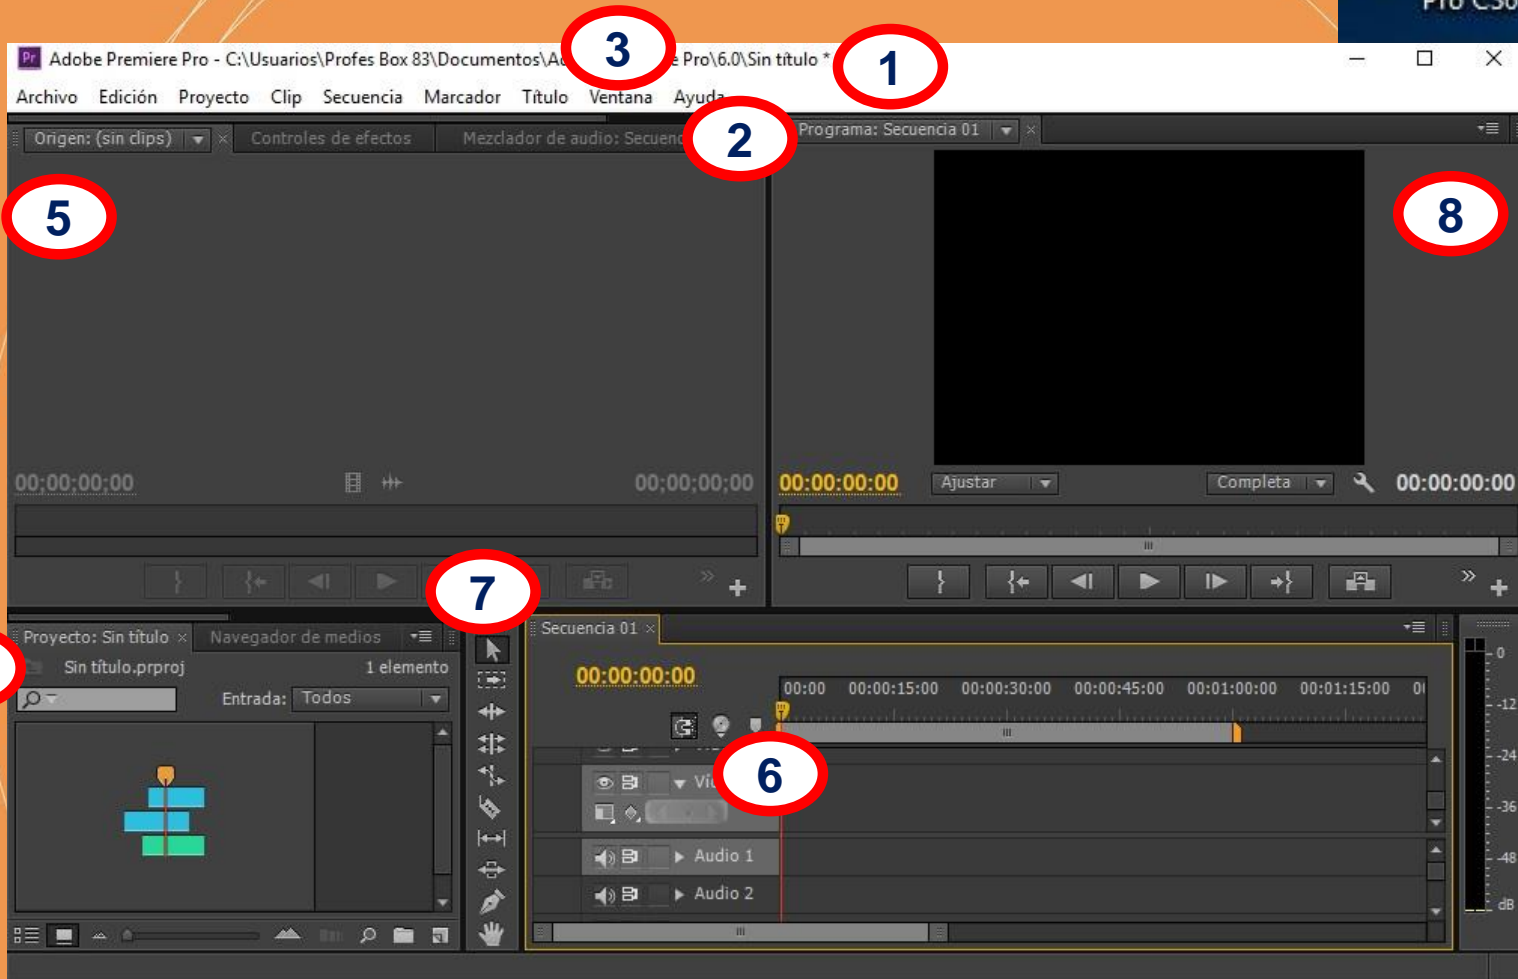 Pro CS6
3
1
Pr Adobe Premiere Pro - C:\Usuarios\Profes Box 83\Documentos\Ad e Pro\6.0\Sin título *
Archivo Edición Proyecto Clip Secuencia Marcador Título Ventana Ayuda
2
Origen: (sin clips) Controles de efectos Mezclador de audio: Secuen
Programa: Secuencia 01
5
8
00;00;00;00 00;00;00;00
00:00:00:00 Ajustar Completa 00:00:00:00
7
Proyecto: Sin título Navegador de medios
Sin título.prproj 1 elemento
Entrada: Todos
Secuencia 01
00:00:00:00
00:00 00:00:15:00 00:00:30:00 00:00:45:00 00:01:00:00 00:01:15:00
6
Audio 1
Audio 2
0
-12
-24
-36
-48
dB